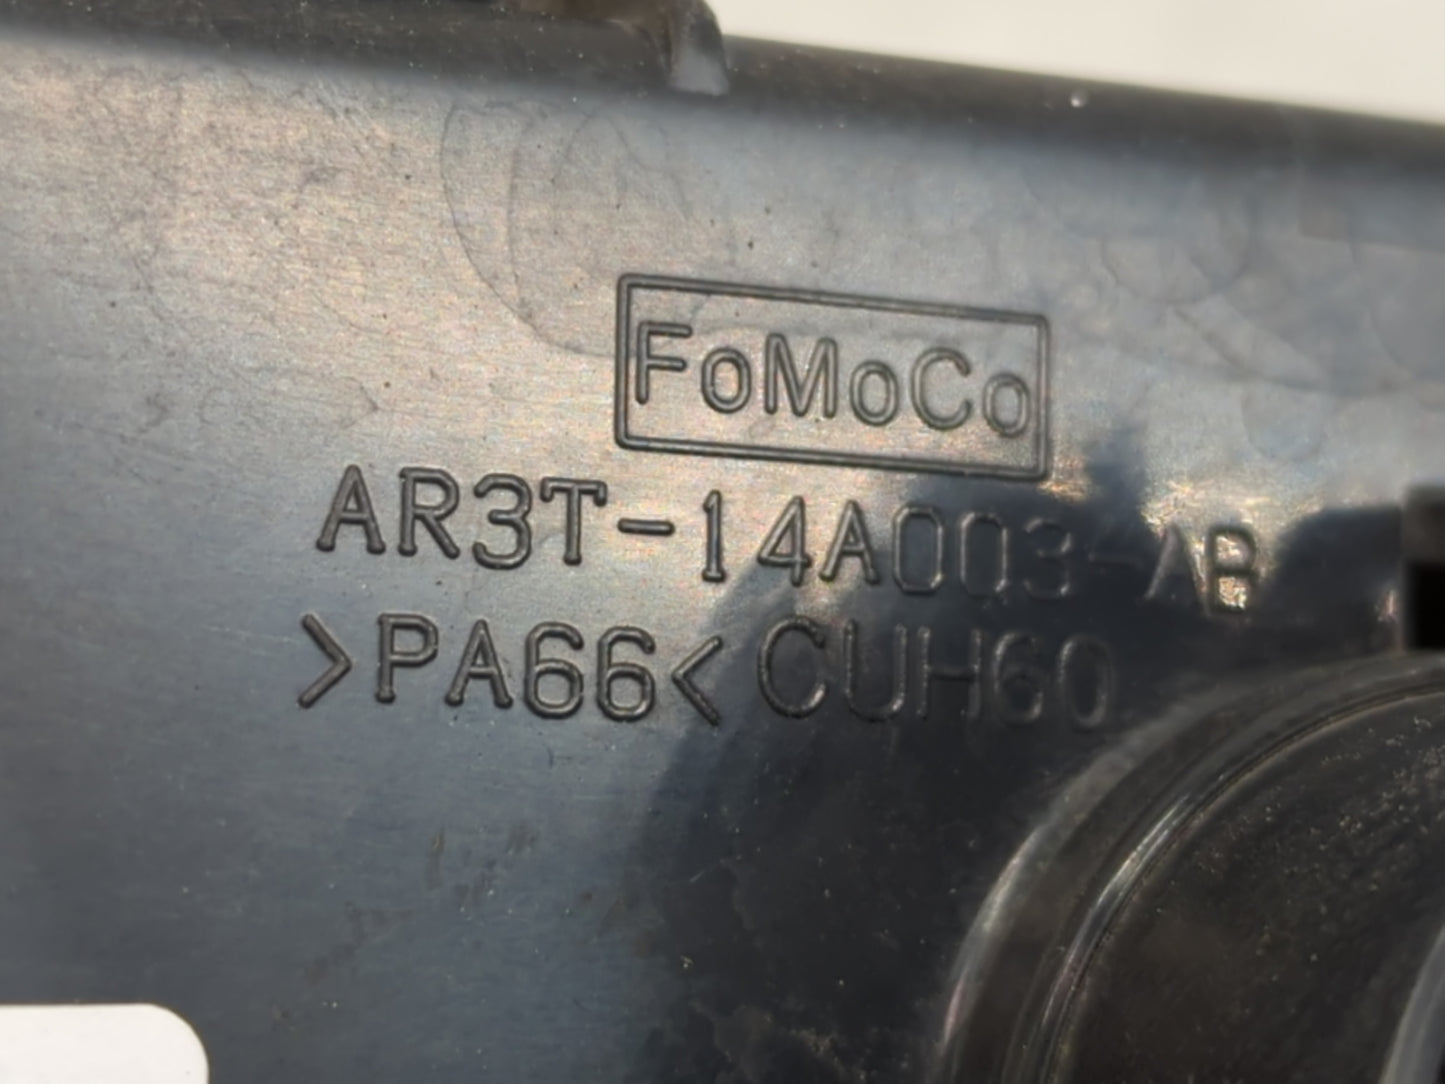 FoMoCo
AR3T-14A003-AB
>PA66< CUH60